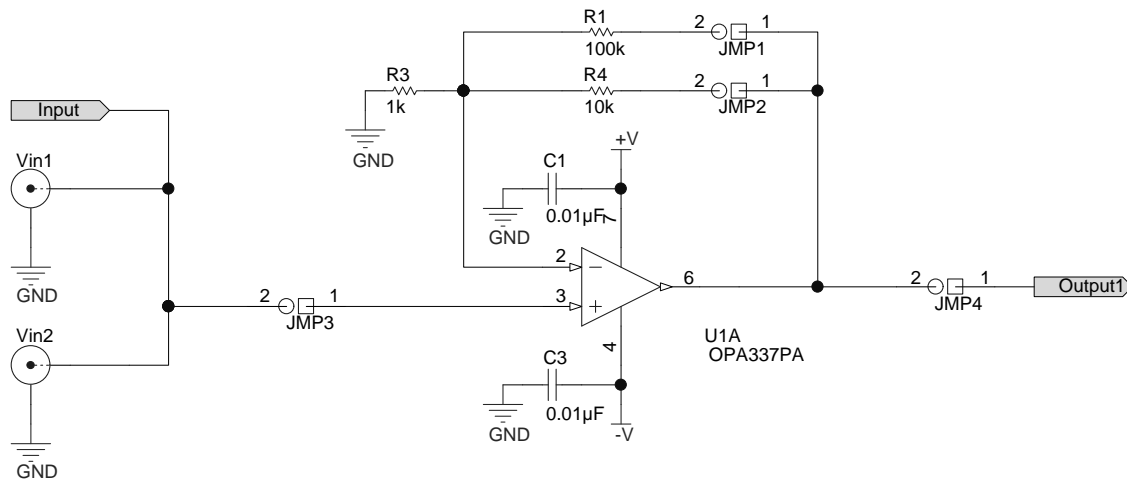 R1
2 1
100k
JMP1
R3
1k
R4
2 1
10k
JMP2
GND
Input
Vin1
GND
+V
C1
0.01µF
7
GND
2
3
6
2 1
JMP3
2 1
JMP4
Output1
Vin2
GND
U1A
OPA337PA
4
C3
0.01µF
GND
-V